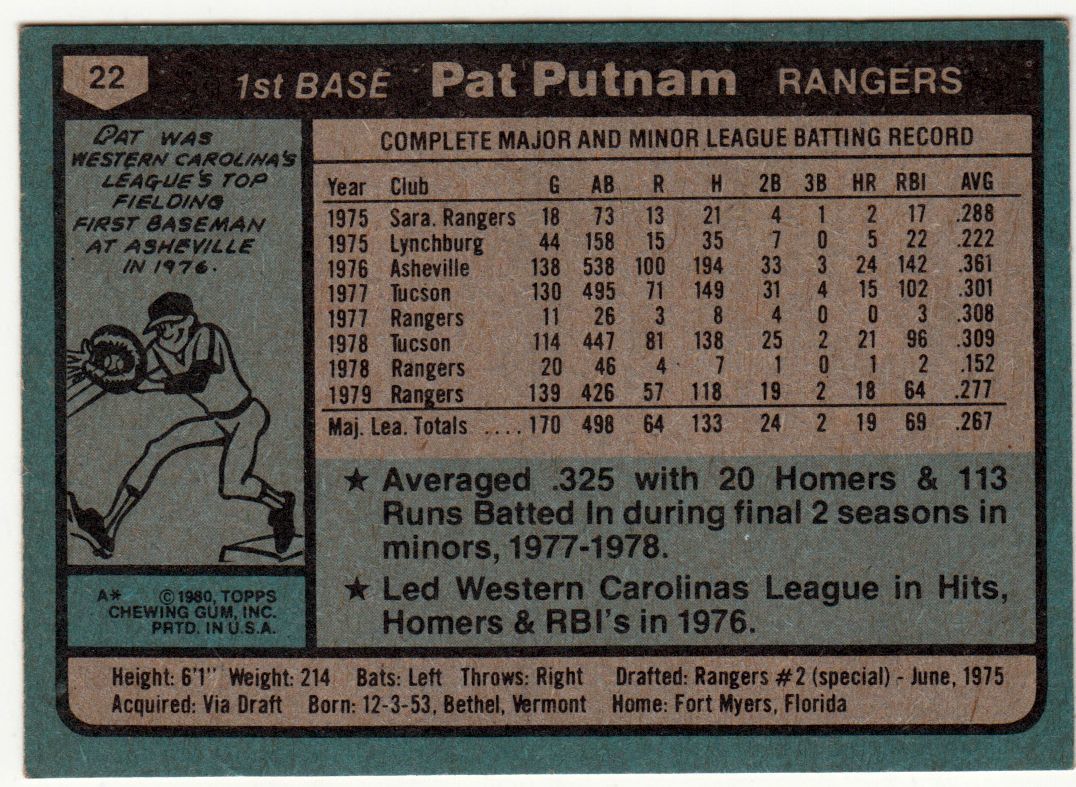 22 1st BASE Pat Putnam RANGERS
PAT WAS
WESTERN CAROLINA'S
LEAGUE'S TOP
FIELDING
FIRST BASEMAN
AT ASHEVILLE
IN 1976.
COMPLETE MAJOR AND MINOR LEAGUE BATTING RECORD
Year Club G AB R H 2B 3B HR RBI AVG
1975 Sara. Rangers 18 73 13 21 4 1 2 17 .288
1975 Lynchburg 44 158 15 35 7 0 5 22 .222
1976 Asheville 138 538 100 194 33 3 24 142 .361
1977 Tucson 130 495 71 149 31 4 15 102 .301
1977 Rangers 11 26 3 8 4 0 0 3 .308
1978 Tucson 114 447 81 138 25 2 21 96 .309
1978 Rangers 20 46 4 7 1 0 1 2 .152
1979 Rangers 139 426 57 118 19 2 18 64 .277
Maj. Lea. Totals .... 170 498 64 133 24 2 19 69 .267
★ Averaged .325 with 20 Homers & 113
Runs Batted In during final 2 seasons in
minors, 1977-1978.
★ Led Western Carolinas League in Hits,
Homers & RBI's in 1976.
A* © 1980, TOPPS
CHEWING GUM, INC.
PRTD. IN U.S.A.
Height: 6'1" Weight: 214 Bats: Left Throws: Right Drafted: Rangers #2 (special) - June, 1975
Acquired: Via Draft Born: 12-3-53, Bethel, Vermont Home: Fort Myers, Florida